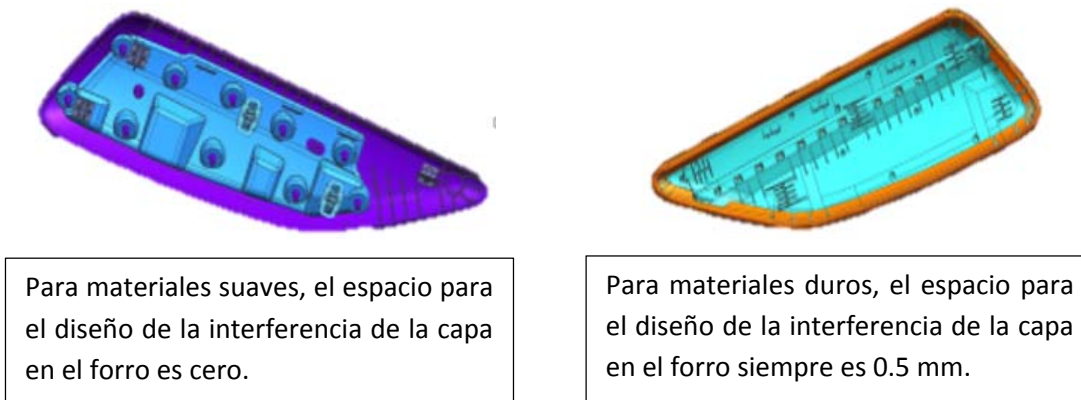 Para materiales suaves, el espacio para
el diseño de la interferencia de la capa
en el forro es cero.
Para materiales duros, el espacio para
el diseño de la interferencia de la capa
en el forro siempre es 0.5 mm.